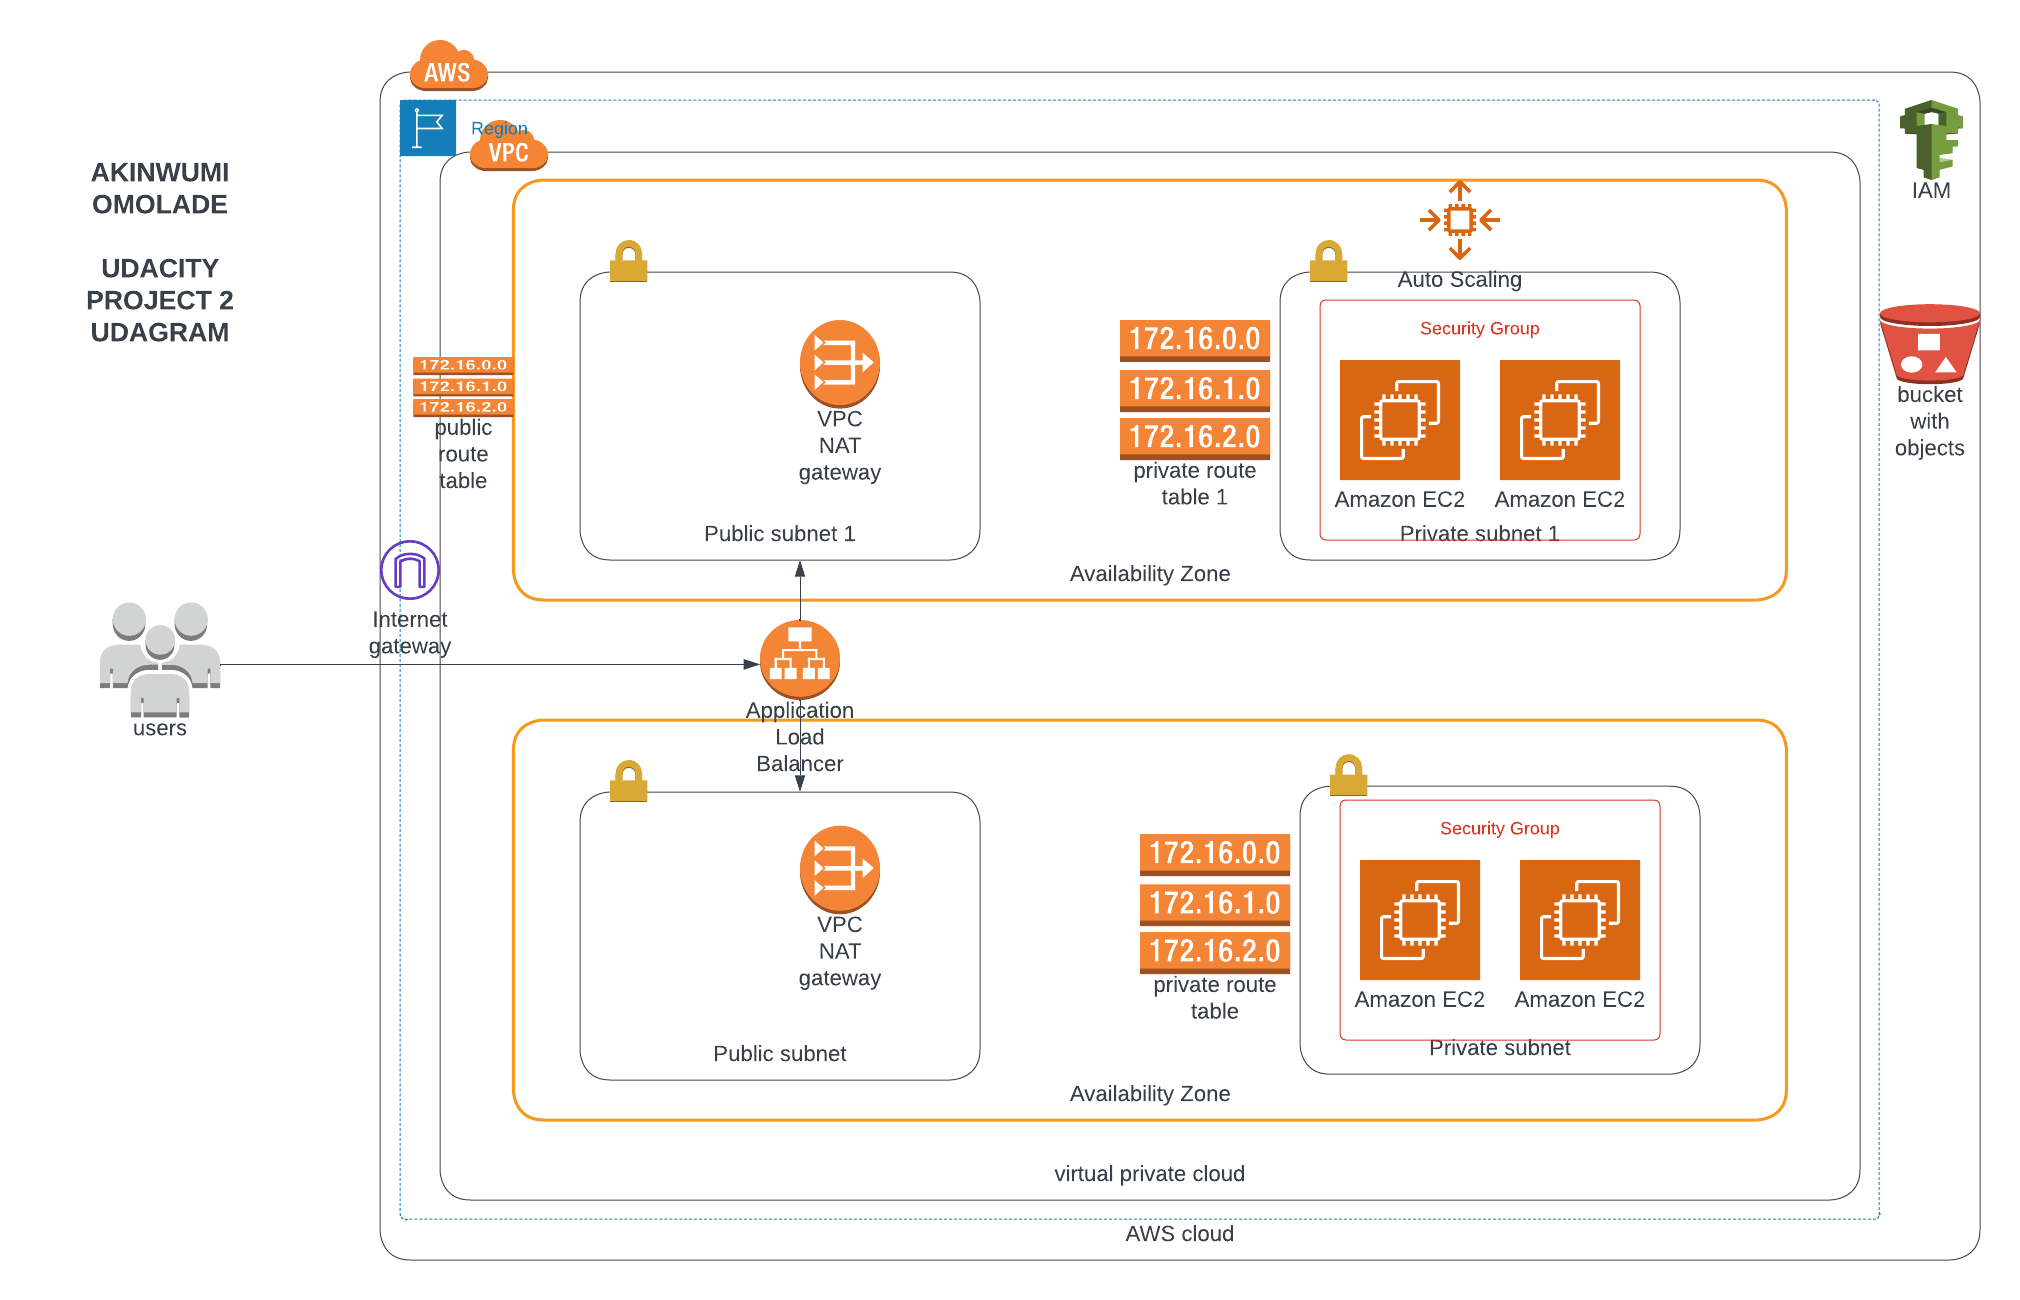 AWS
Region
VPC
IAM
AKINWUMI
OMOLADE
UDACITY
PROJECT 2
UDAGRAM
Auto Scaling
Security Group
172.16.0.0
172.16.1.0
172.16.2.0
public
route
table
VPC
NAT
gateway
172.16.0.0
172.16.1.0
172.16.2.0
private route
table 1
Amazon EC2
Amazon EC2
bucket
with
objects
Public subnet 1
Private subnet 1
Availability Zone
Internet
gateway
users
Application
Load
Balancer
Security Group
VPC
NAT
gateway
172.16.0.0
172.16.1.0
172.16.2.0
private route
table
Amazon EC2
Amazon EC2
Public subnet
Private subnet
Availability Zone
virtual private cloud
AWS cloud